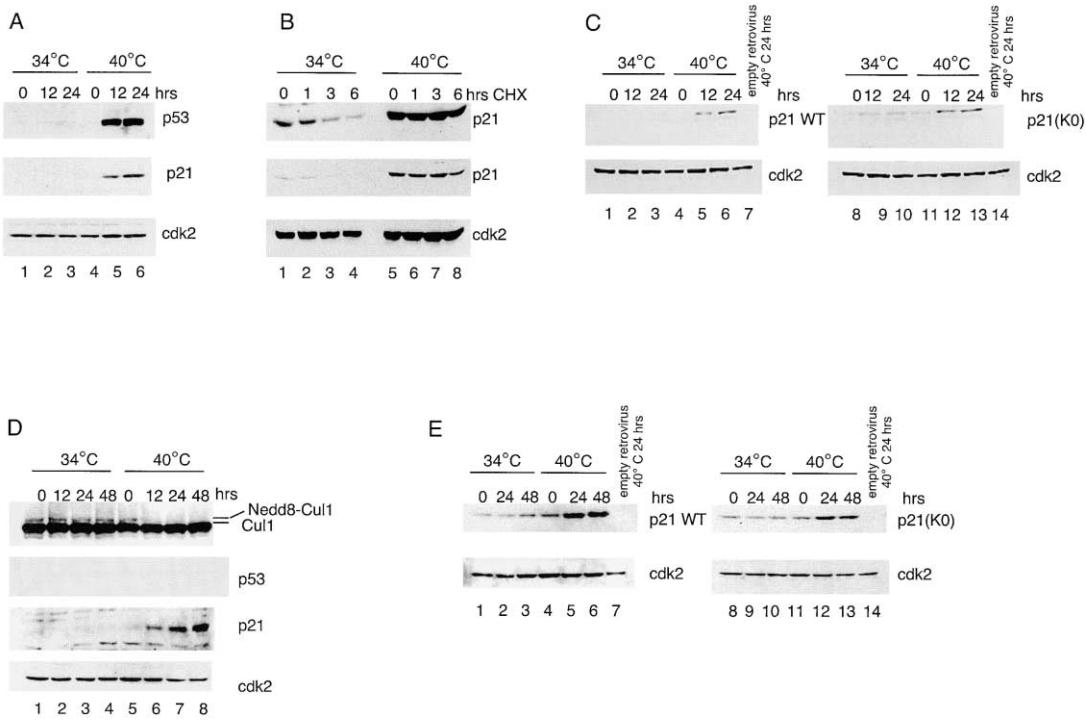 A
34°C 40°C
0 12 24 0 12 24 hrs
p53
p21
cdk2
1 2 3 4 5 6
B
34°C 40°C
0 1 3 6 0 1 3 6 hrs CHX
p21
p21
cdk2
1 2 3 4 5 6 7 8
C
34°C 40°C
empty retrovirus
40° C 24 hrs
0 12 24 0 12 24 hrs
p21 WT
cdk2
1 2 3 4 5 6 7
34°C 40°C
empty retrovirus
40° C 24 hrs
0 12 24 0 12 24 hrs
p21(K0)
cdk2
8 9 10 11 12 13 14
D
34°C 40°C
0 12 24 48 0 12 24 48 hrs
Nedd8-Cul1
Cul1
p53
p21
cdk2
1 2 3 4 5 6 7 8
E
34°C 40°C
empty retrovirus
40° C 24 hrs
0 24 48 0 24 48 hrs
p21 WT
cdk2
1 2 3 4 5 6 7
34°C 40°C
empty retrovirus
40° C 24 hrs
0 24 48 0 24 48 hrs
p21(K0)
cdk2
8 9 10 11 12 13 14